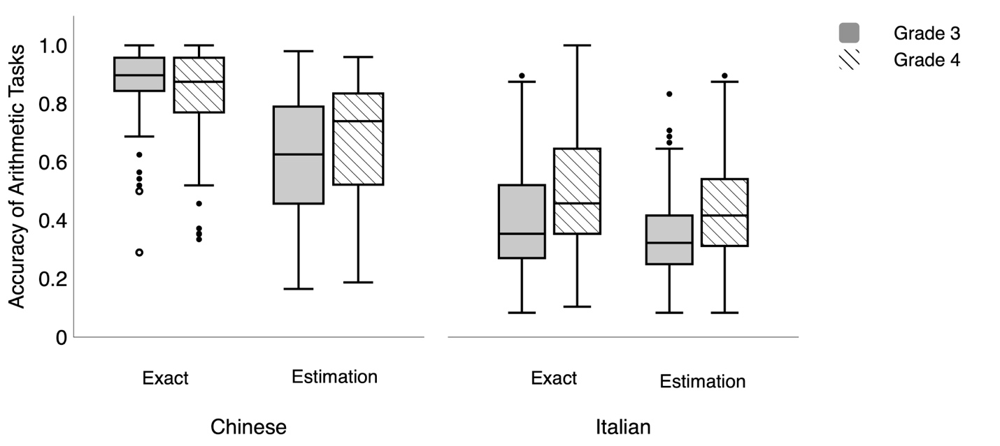 Accuracy of Arithmetic Tasks
1.0
0.8
0.6
0.4
0.2
0
Exact
Estimation
Chinese
Exact
Estimation
Italian
Grade 3
Grade 4